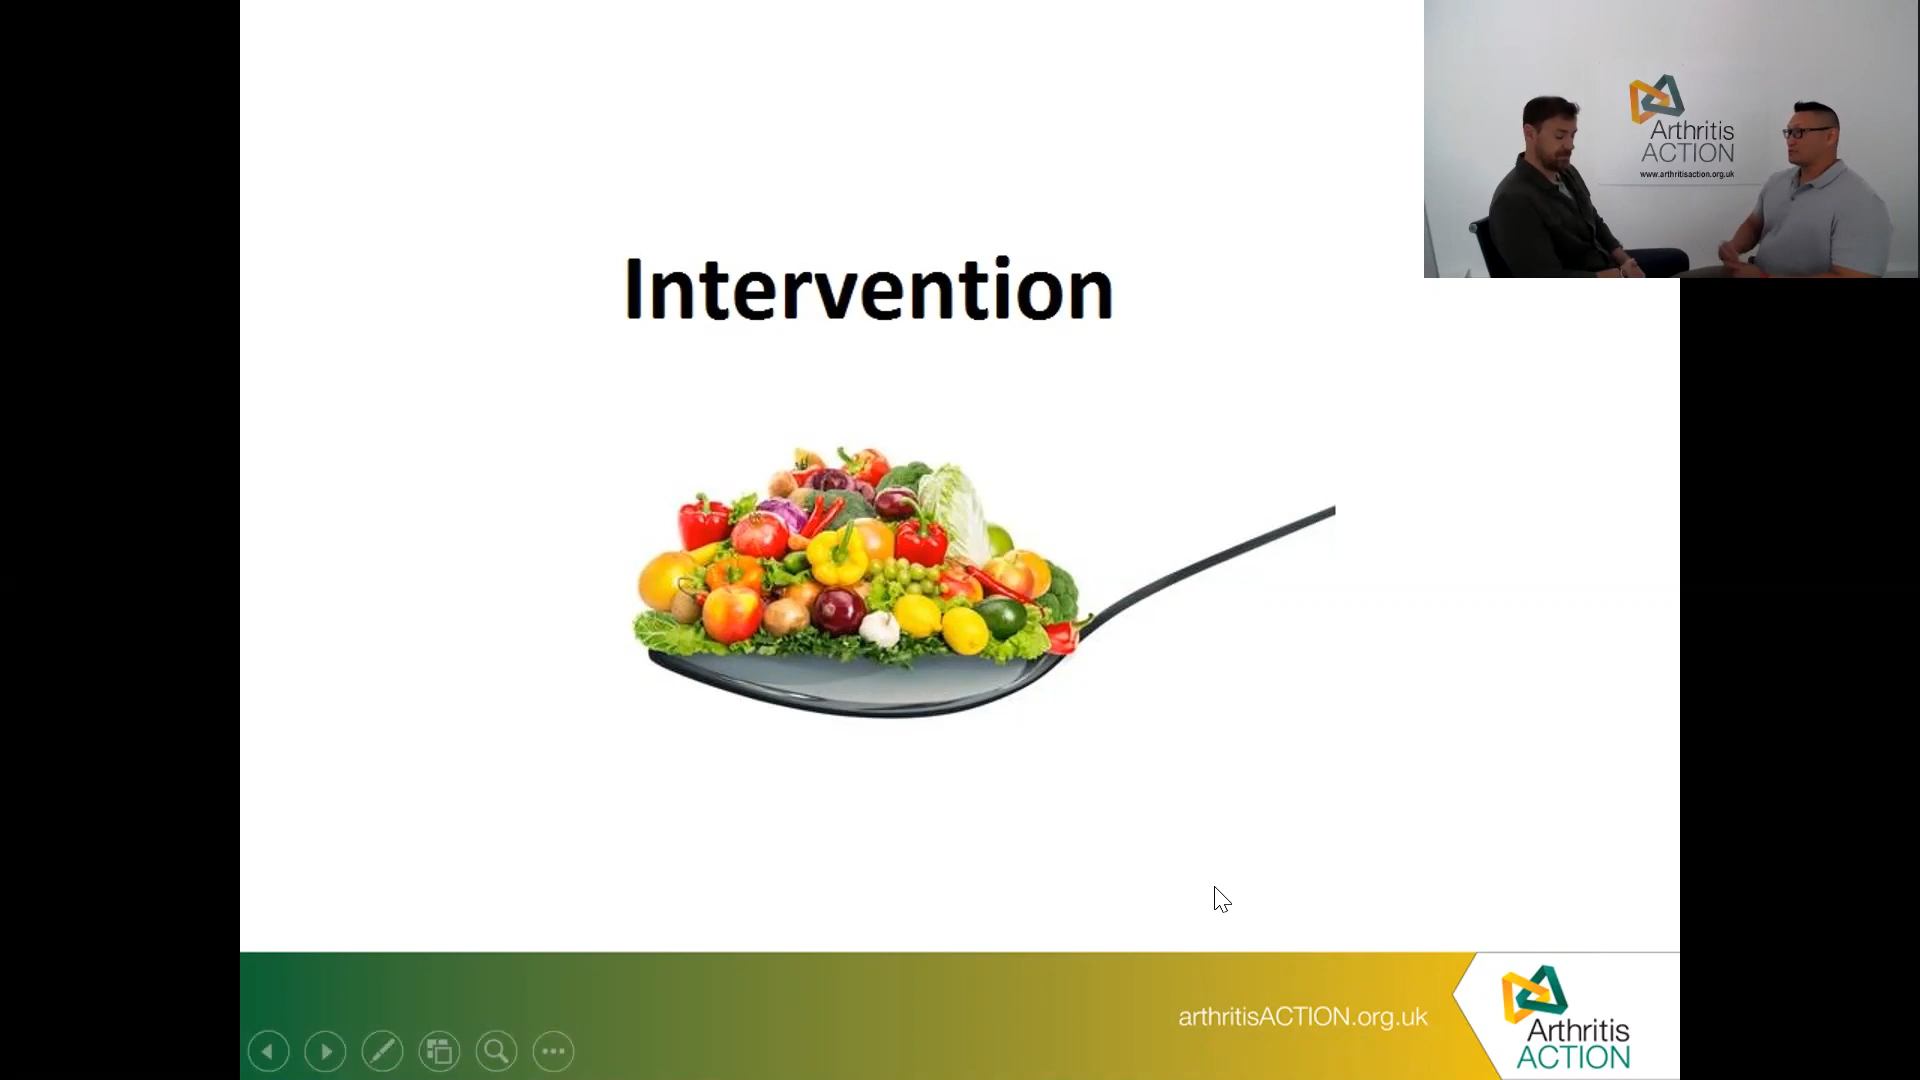 Intervention
Arthritis
ACTION
www.arthritisaction.org.uk
arthritisACTION.org.uk
Arthritis
ACTION